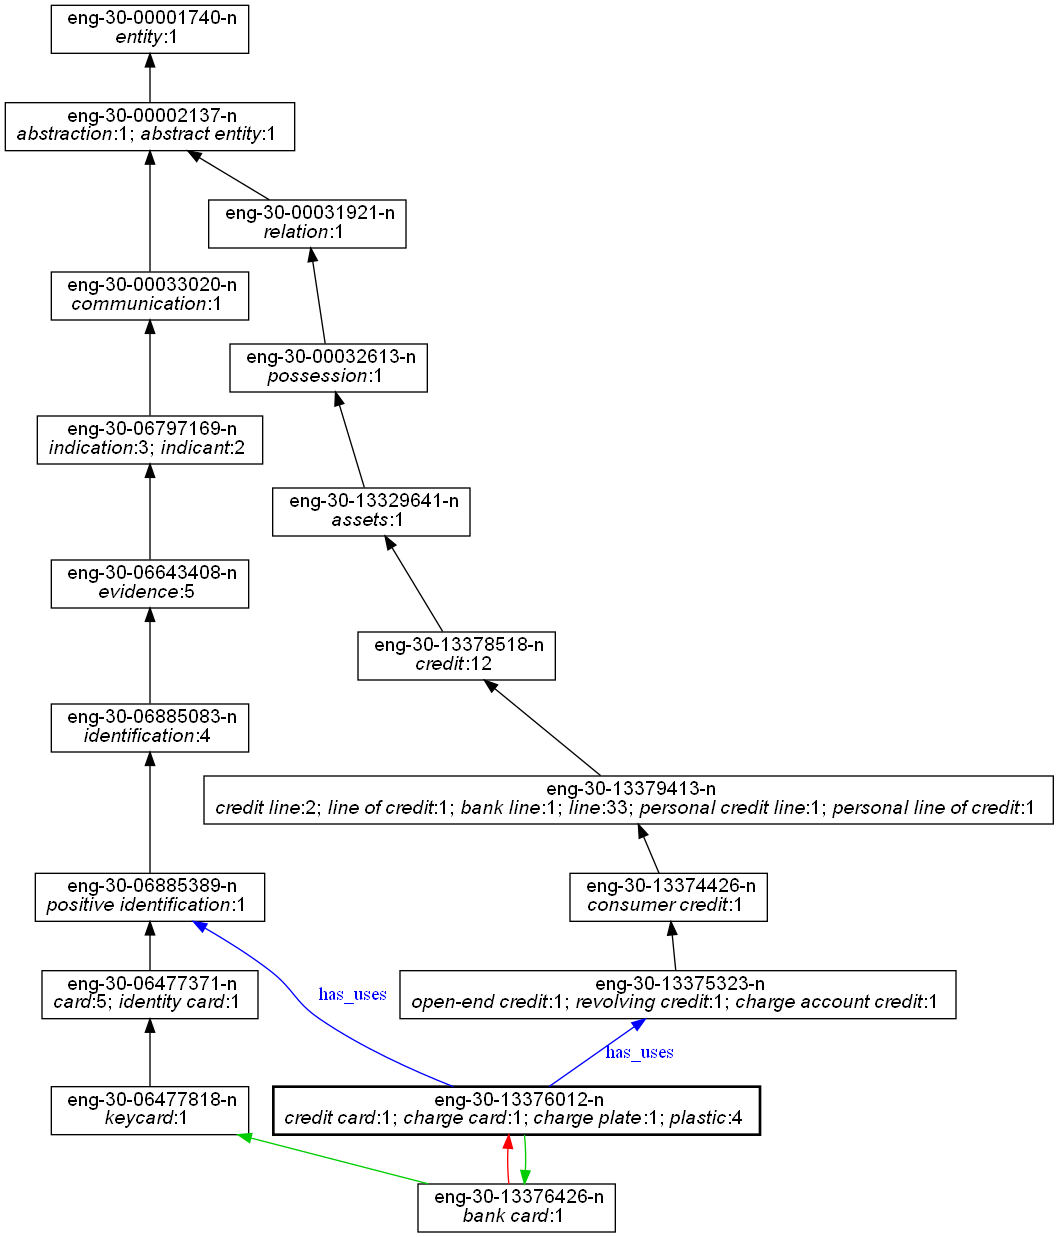 eng-30-00001740-n
entity:1
eng-30-00002137-n
abstraction:1; abstract entity:1
eng-30-00031921-n
relation:1
eng-30-00033020-n
communication:1
eng-30-00032613-n
possession:1
eng-30-06797169-n
indication:3; indicant:2
eng-30-13329641-n
assets:1
eng-30-06643408-n
evidence:5
eng-30-13378518-n
credit:12
eng-30-06885083-n
identification:4
eng-30-13379413-n
credit line:2; line of credit:1; bank line:1; line:33; personal credit line:1; personal line of credit:1
eng-30-06885389-n
positive identification:1
eng-30-13374426-n
consumer credit:1
eng-30-06477371-n
card:5; identity card:1
has_uses
eng-30-13375323-n
open-end credit:1; revolving credit:1; charge account credit:1
has_uses
eng-30-06477818-n
keycard:1
eng-30-13376012-n
credit card:1; charge card:1; charge plate:1; plastic:4
eng-30-13376426-n
bank card:1